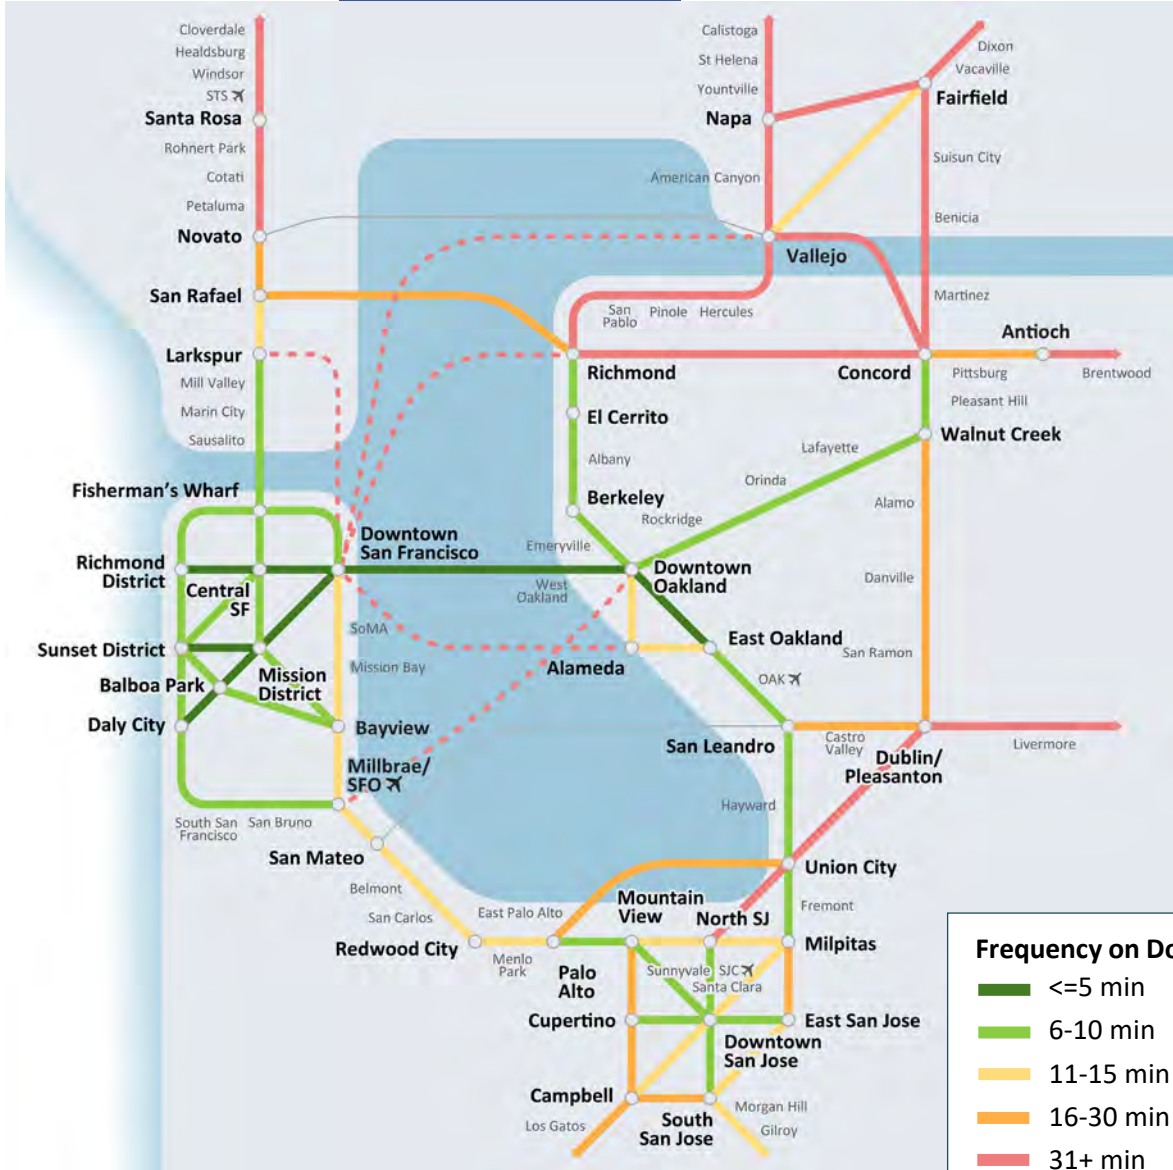 Cloverdale
Healdsburg
Windsor
STS
Santa Rosa
Rohnert Park
Cotati
Petaluma
Novato
San Rafael
Larkspur
Mill Valley
Marin City
Sausalito
Calistoga
St Helena
Yountville
Napa
American Canyon
Dixon
Vacaville
Fairfield
Suisun City
Benicia
Vallejo
Martinez
San
Pablo
Pinole
Hercules
Richmond
Concord
Antioch
Pittsburg
Brentwood
Pleasant Hill
Walnut Creek
El Cerrito
Albany
Berkeley
Lafayette
Orinda
Rockridge
Emeryville
Alamo
Danville
San Ramon
Fisherman's Wharf
Downtown
San Francisco
Richmond
District
Central
SF
Sunset District
Balboa Park
Mission
District
Daly City
SoMA
Mission Bay
Bayview
Millbrae/
SFO
West
Oakland
Downtown
Oakland
East Oakland
Alameda
OAK
San Leandro
Castro
Valley
Dublin/
Pleasanton
Livermore
Hayward
South San
Francisco
San Bruno
San Mateo
Belmont
San Carlos
Redwood City
East Palo Alto
Menlo
Park
Palo
Alto
Mountain
View
North SJ
Union City
Fremont
Milpitas
Sunnyvale
SJC
Santa Clara
Cupertino
East San Jose
Downtown
San Jose
Campbell
Los Gatos
South
San Jose
Morgan Hill
Gilroy
Frequency on Do
<=5 min
6-10 min
11-15 min
16-30 min
31+ min